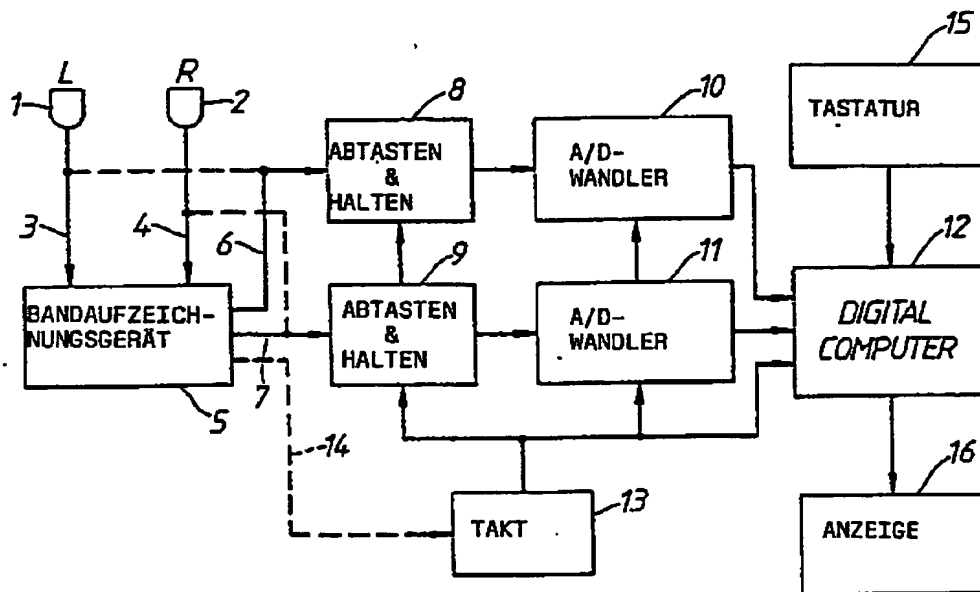 15
L
R
1
2
8
10
TASTATUR
ABTASTEN
&
HALTEN
A/D-
WANDLER
3
4
6
9
11
12
BANDAUFZEICH-
NUNGSGERÄT
ABTASTEN
&
HALTEN
A/D-
WANDLER
DIGITAL
COMPUTER
5
7
14
13
16
TAKT
ANZEIGE